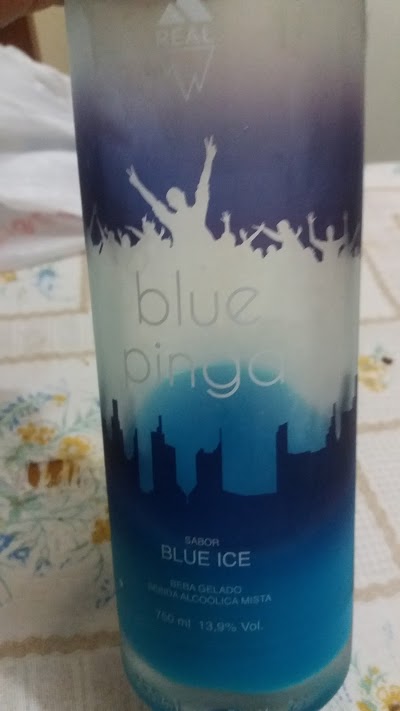 REAL
blue
pinga
SABOR
BLUE ICE
BEBA GELADO
BEBIDA ALCOÓLICA MISTA
750 ml 13,9% Vol.